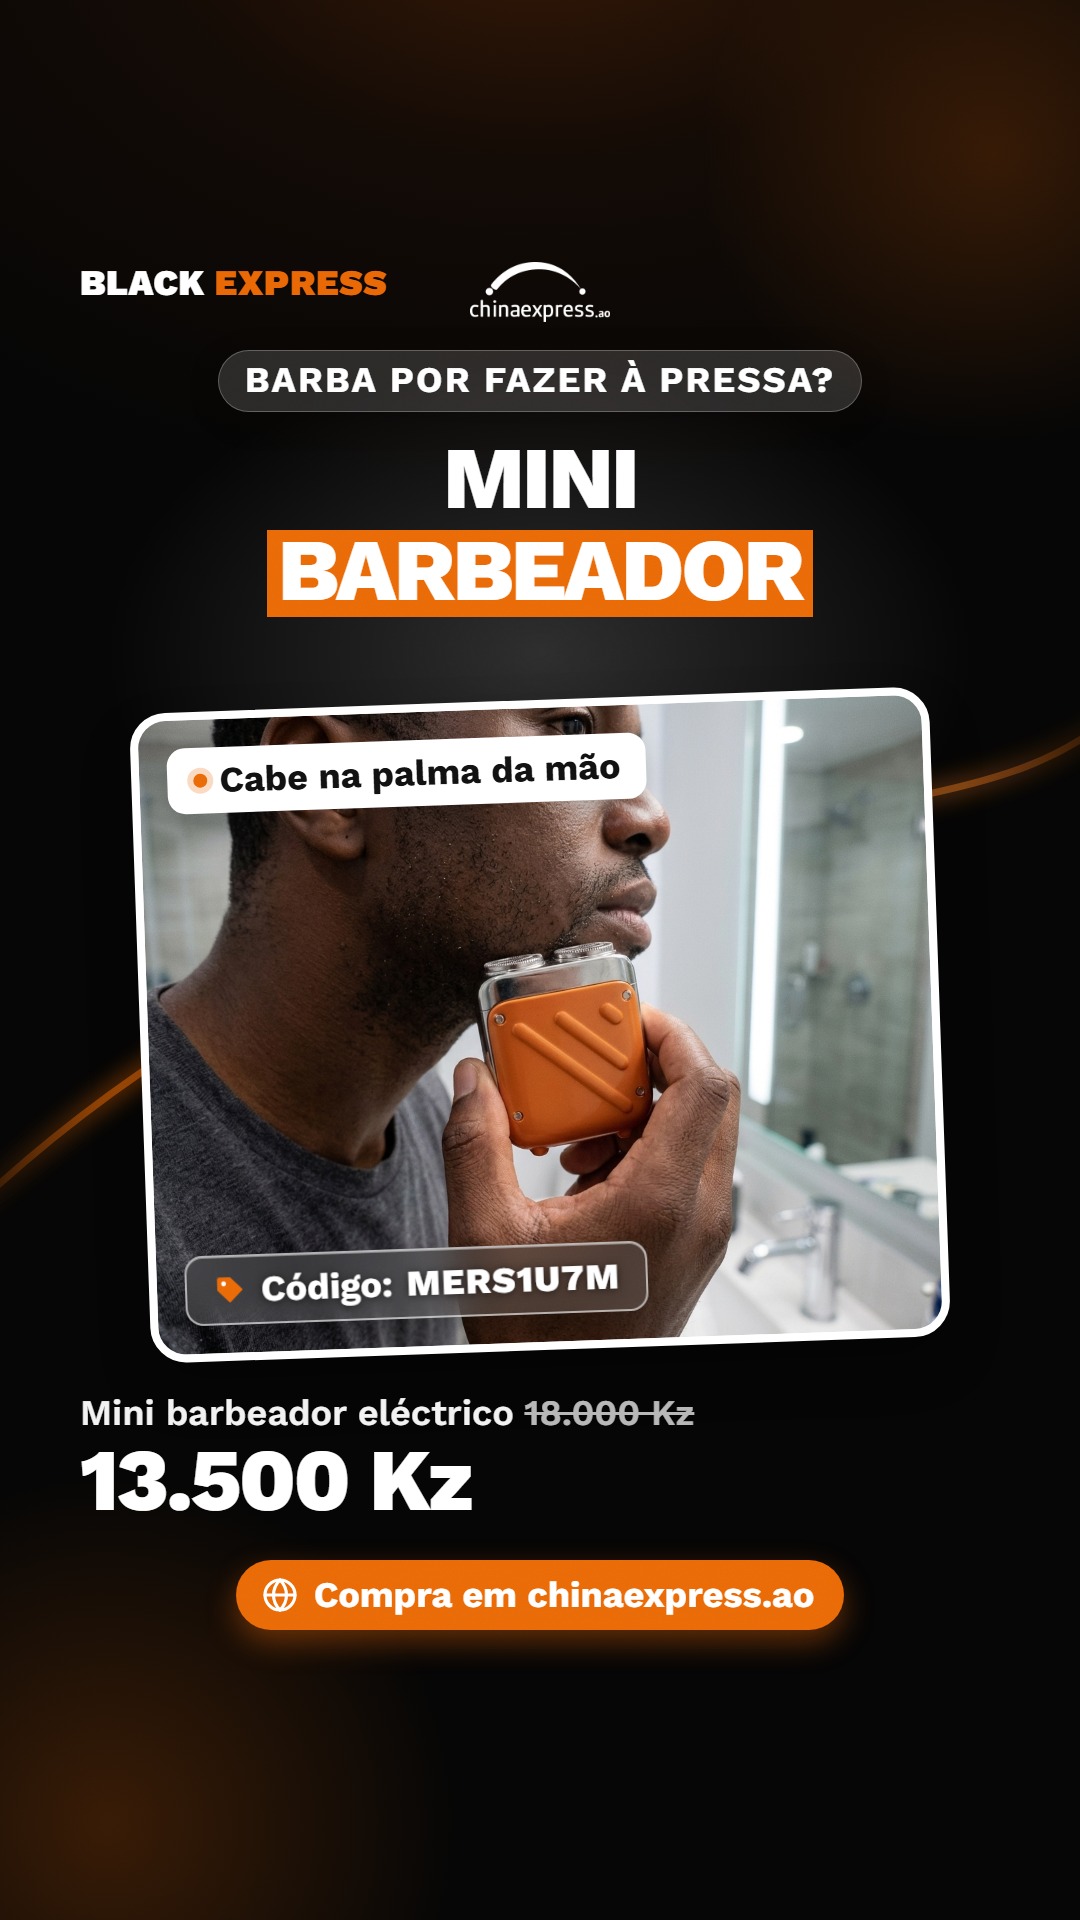 BLACK EXPRESS
chinaexpress.ao
BARBA POR FAZER À PRESSA?
MINI
BARBEADOR
Cabe na palma da mão
Código: MERS1U7M
Mini barbeador eléctrico 18.000 Kz
13.500 Kz
Compra em chinaexpress.ao